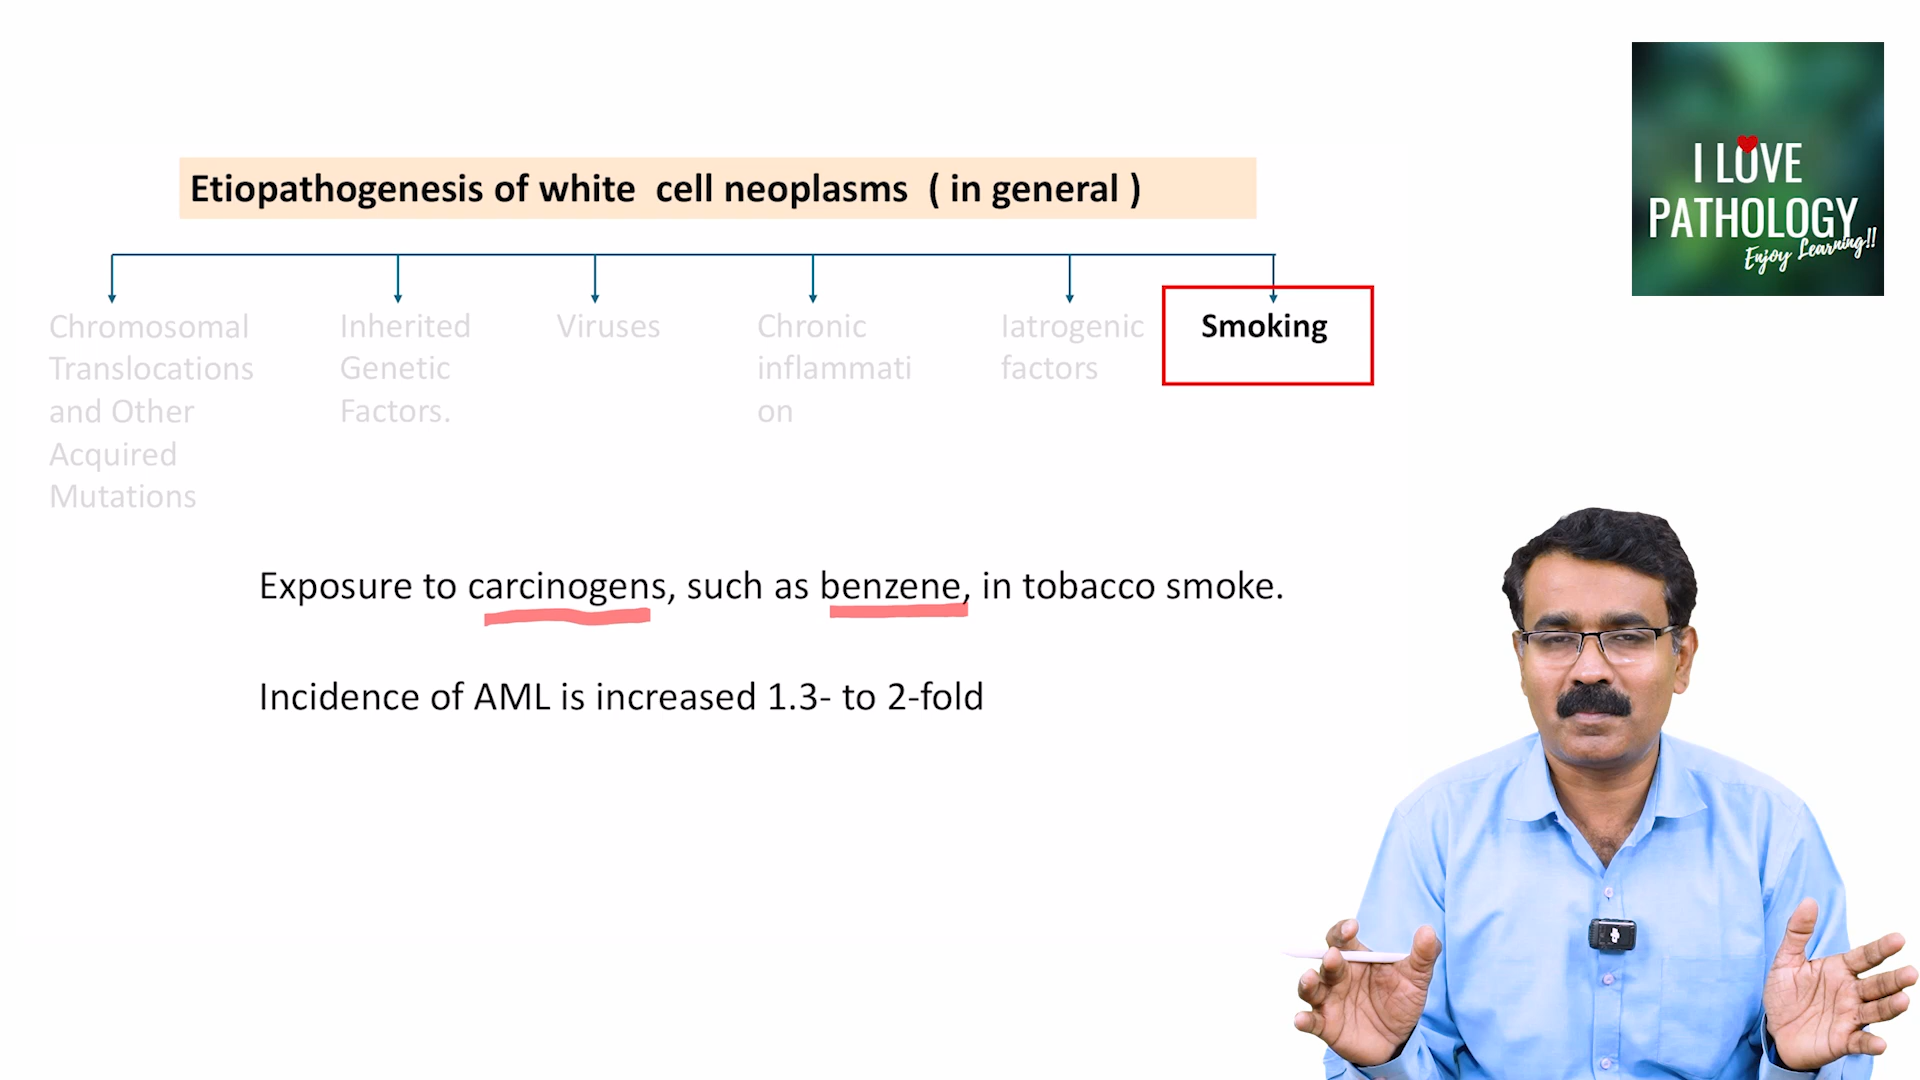 I LOVE
PATHOLOGY
Enjoy Learning!!
Etiopathogenesis of white cell neoplasms ( in general )
Chromosomal
Translocations
and Other
Acquired
Mutations
Inherited
Genetic
Factors.
Viruses
Chronic
inflammati
on
Iatrogenic
factors
Smoking
Exposure to carcinogens, such as benzene, in tobacco smoke.
Incidence of AML is increased 1.3- to 2-fold